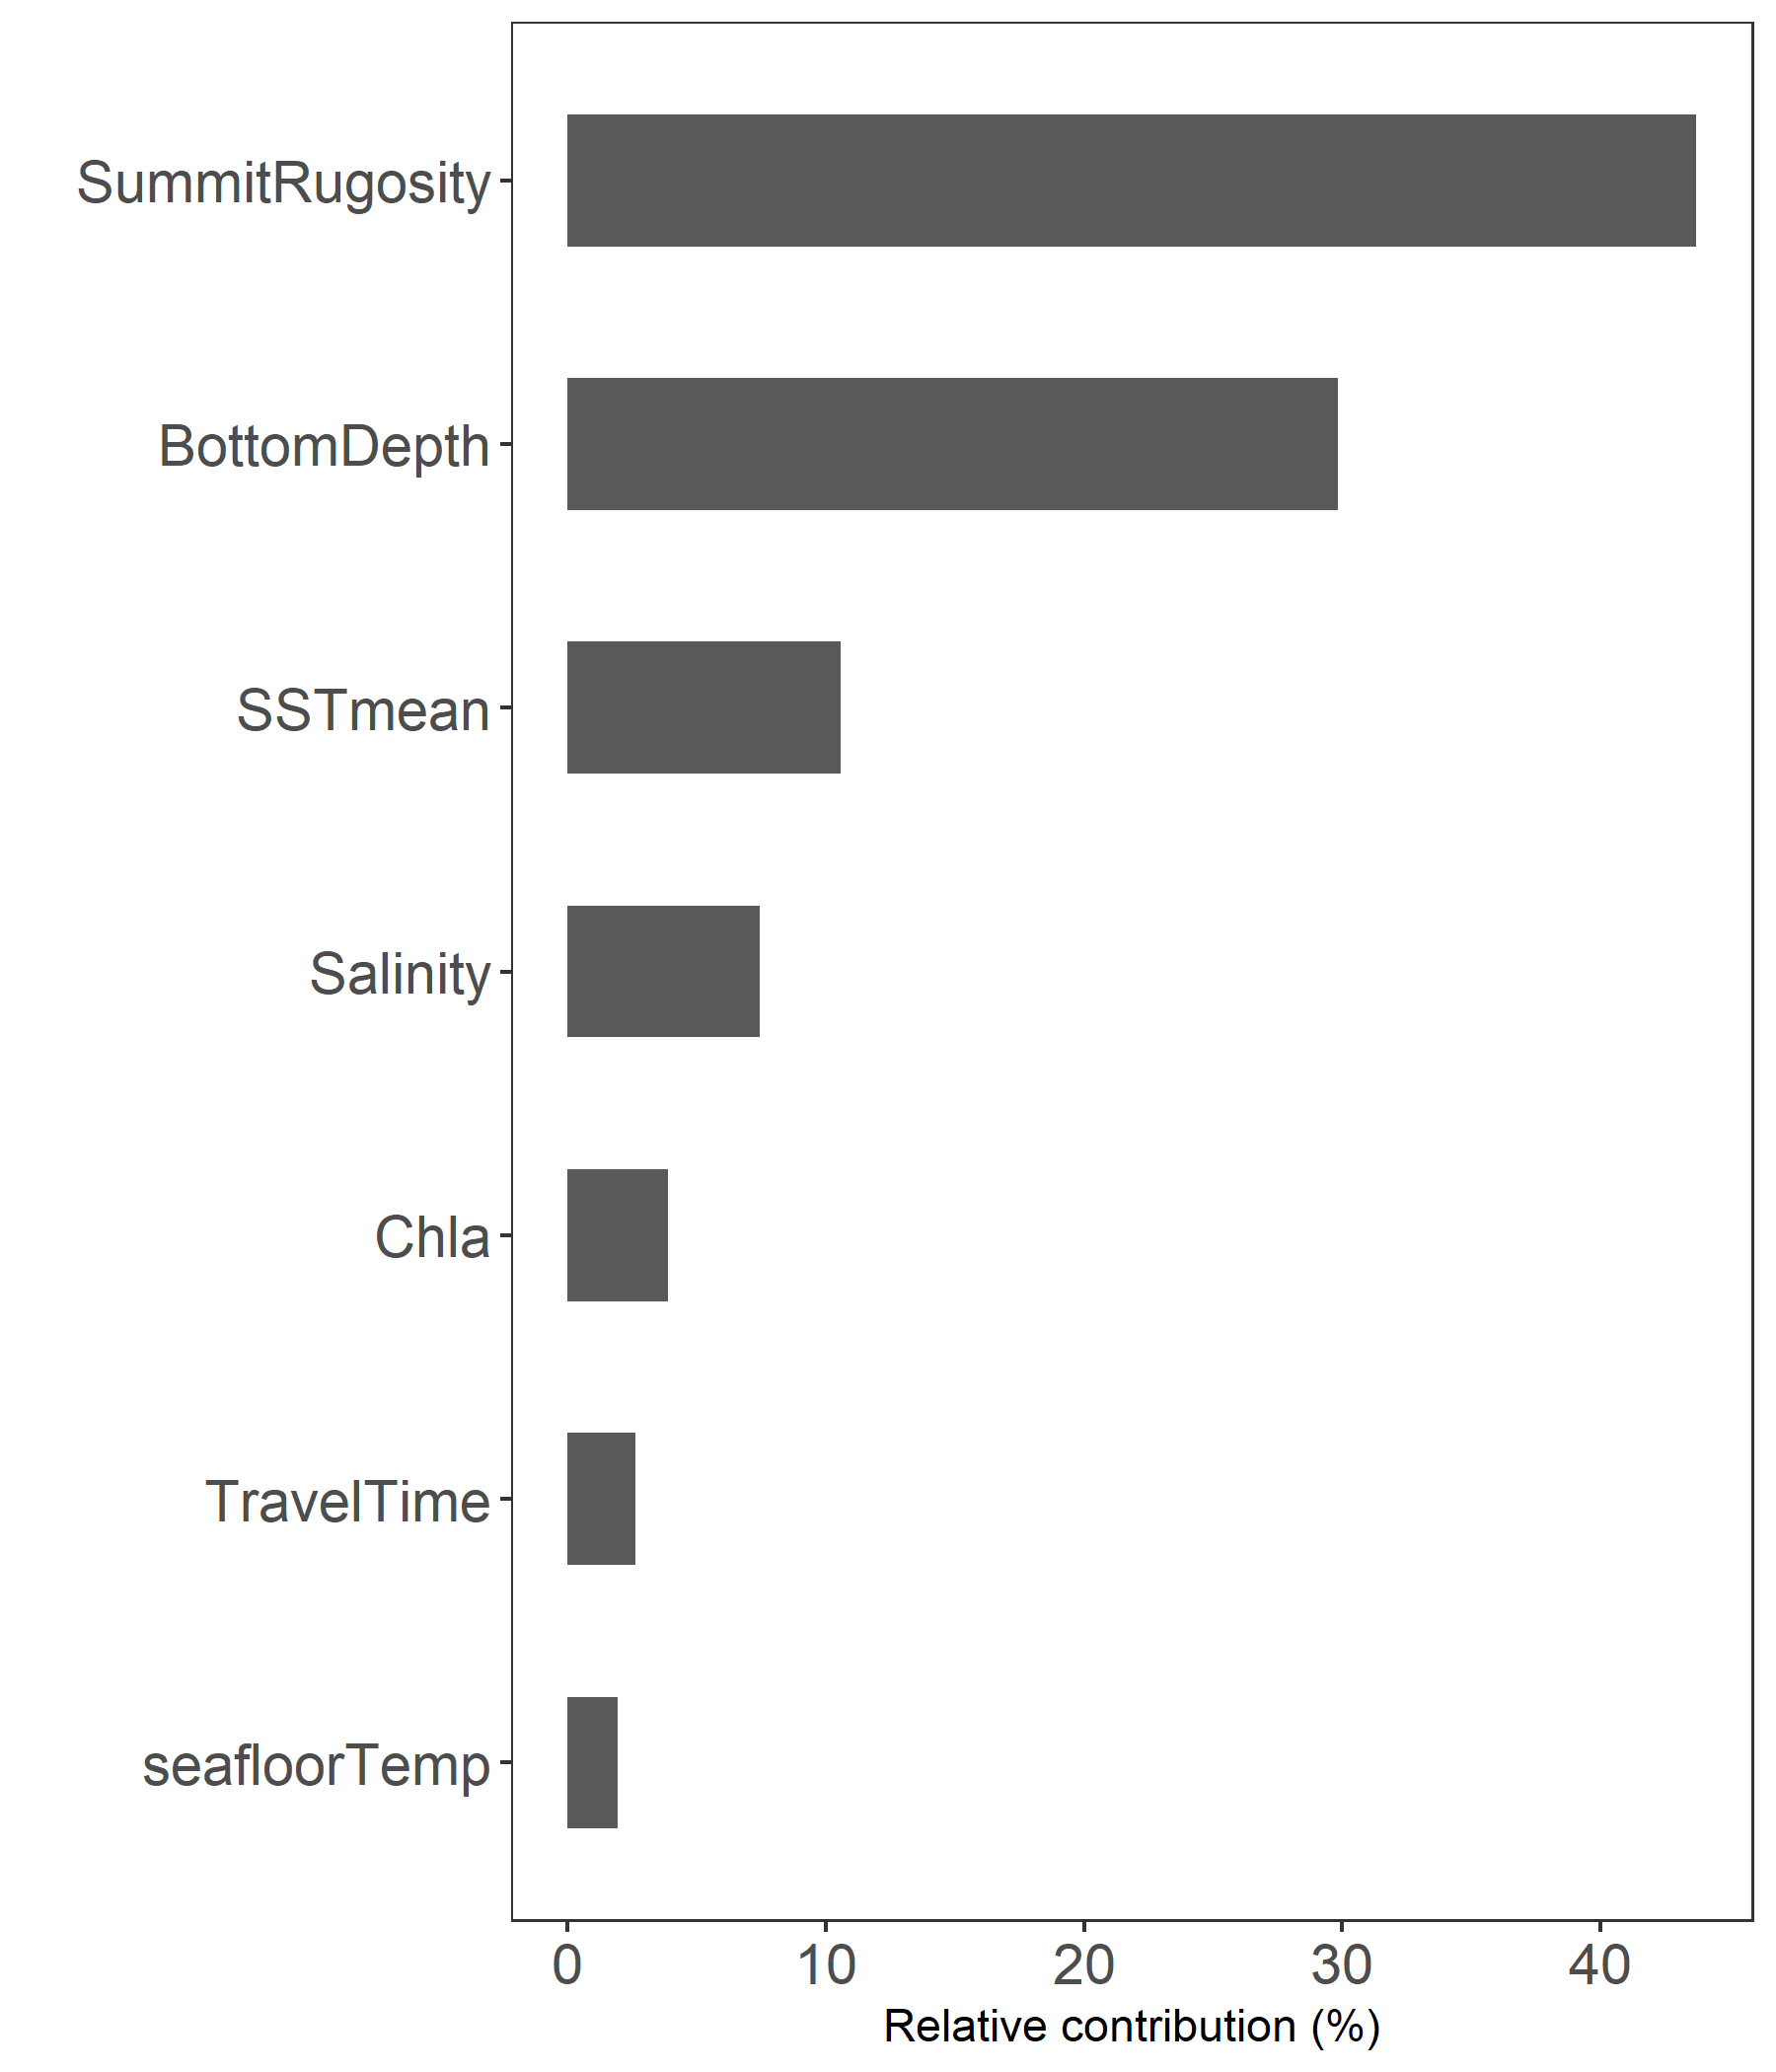 SummitRugosity
BottomDepth
SSTmean
Salinity
Chla
TravelTime
seafloorTemp
0 10 20 30 40
Relative contribution (%)